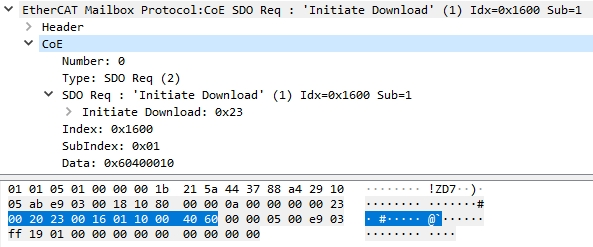 EtherCAT Mailbox Protocol:CoE SDO Req : 'Initiate Download' (1) Idx=0x1600 Sub=1
Header
CoE
Number: 0
Type: SDO Req (2)
SDO Req : 'Initiate Download' (1) Idx=0x1600 Sub=1
Initiate Download: 0x23
Index: 0x1600
SubIndex: 0x01
Data: 0x60400010
01 01 05 01 00 00 00 1b 21 5a 44 37 88 a4 29 10 ········ !ZD7··)·
05 ab e9 03 00 18 10 80 00 00 0a 00 00 00 00 23 ········ ·······#
00 20 23 00 16 01 10 00 40 60 00 00 05 00 e9 03 · #····· @`······
ff 19 01 00 00 00 00 00 00 00 00 00 ········ ····